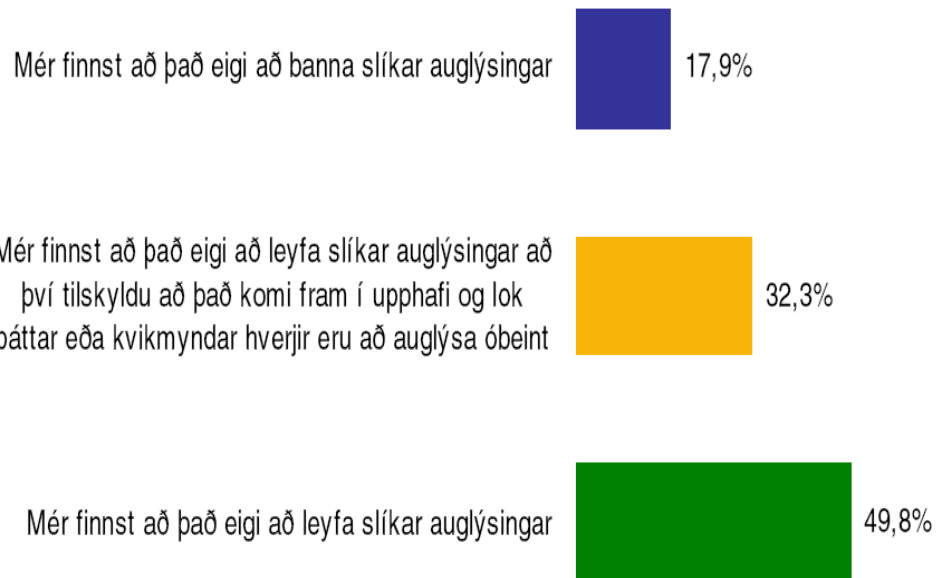 Mér finnst að það eigi að banna slíkar auglýsingar
17,9%
Mér finnst að það eigi að leyfa slíkar auglýsingar að
því tilskyldu að það komi fram í upphafi og lok
þáttar eða kvikmyndar hverjir eru að auglýsa óbeint
32,3%
Mér finnst að það eigi að leyfa slíkar auglýsingar
49,8%